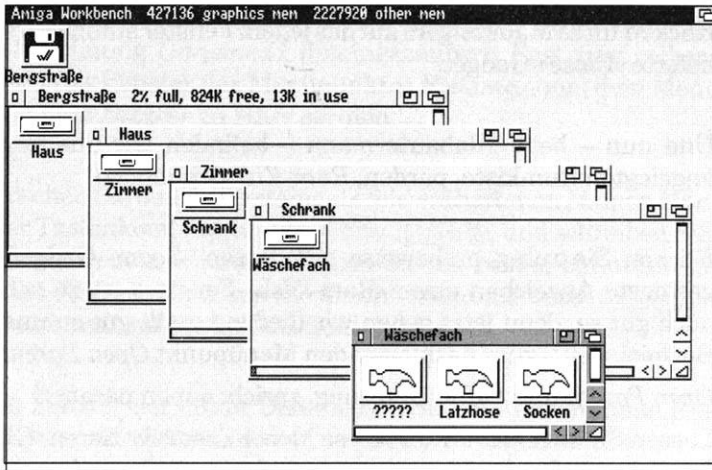 Amiga Workbench 427136 graphics mem 2227920 other mem
Bergstraße
Bergstraße 2% full, 824K free, 13K in use
Haus
Haus
Zimmer
Zimmer
Schrank
Schrank
Wäschefach
Wäschefach
????? Latzhose Socken